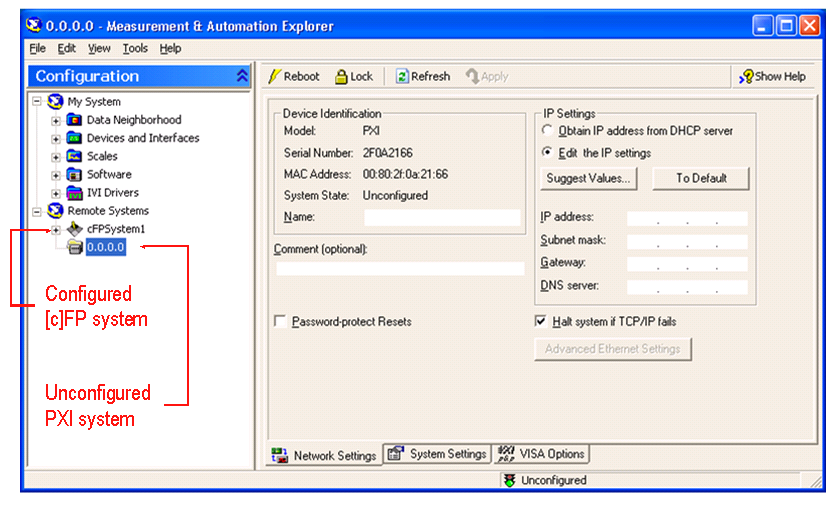 0.0.0.0 - Measurement & Automation Explorer
File Edit View Tools Help
Configuration
Reboot Lock Refresh Apply Show Help
My System
Data Neighborhood
Devices and Interfaces
Scales
Software
IVI Drivers
Remote Systems
cFPSystem1
0.0.0.0
Configured
[c]FP system
Unconfigured
PXI system
Device Identification
Model: PXI
Serial Number: 2F0A2166
MAC Address: 00:80:2f:0a:21:66
System State: Unconfigured
Name:
Comment (optional):
Password-protect Resets
IP Settings
Obtain IP address from DHCP server
Edit the IP settings
Suggest Values... To Default
IP address: . . .
Subnet mask: . . .
Gateway: . . .
DNS server: . . .
Halt system if TCP/IP fails
Advanced Ethernet Settings
Network Settings System Settings VISA Options
Unconfigured